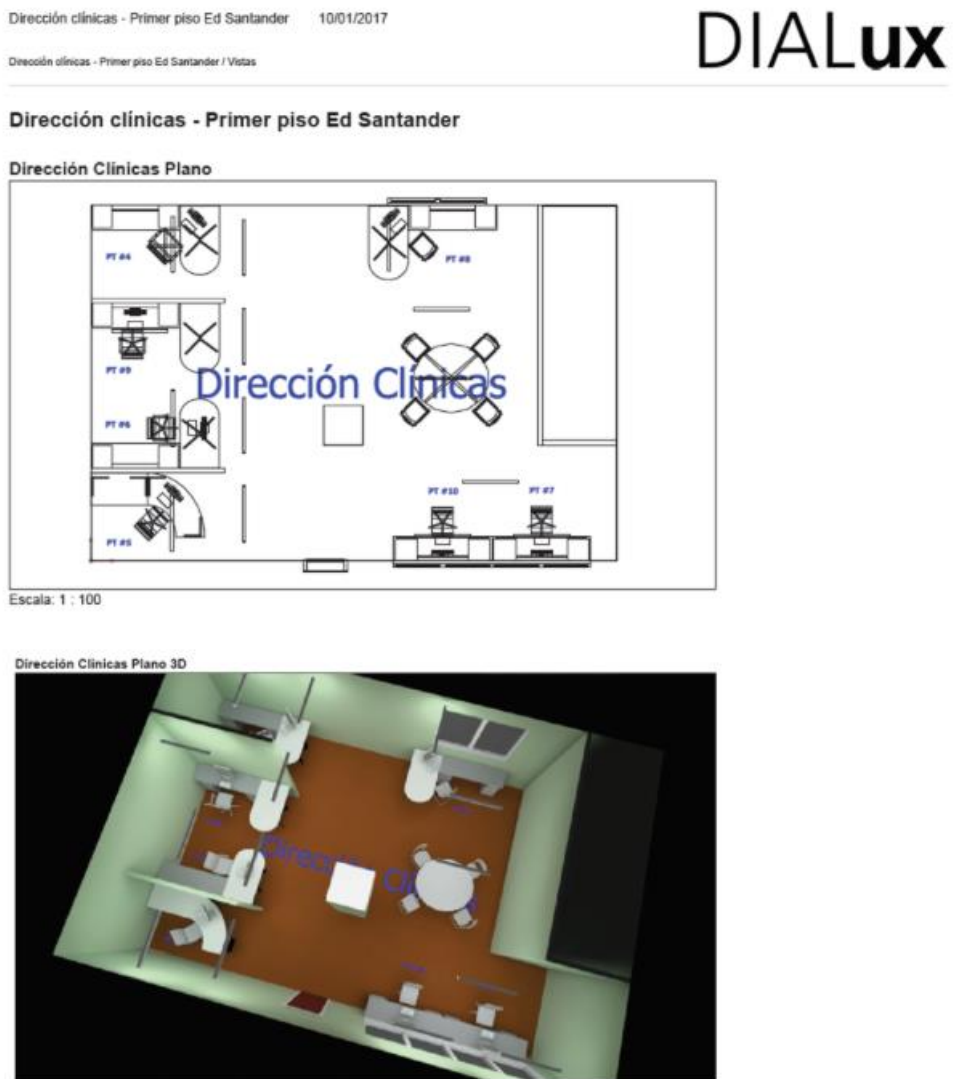 Dirección clínicas - Primer piso Ed Santander 10/01/2017
DIALux
Dirección clínicas - Primer piso Ed Santander / Vistas
Dirección clínicas - Primer piso Ed Santander
Dirección Clínicas Plano
PT #4
PT #8
PT #9
Dirección Clínicas
PT #6
PT #10
PT #7
PT #5
Escala: 1 : 100
Dirección Clínicas Plano 3D